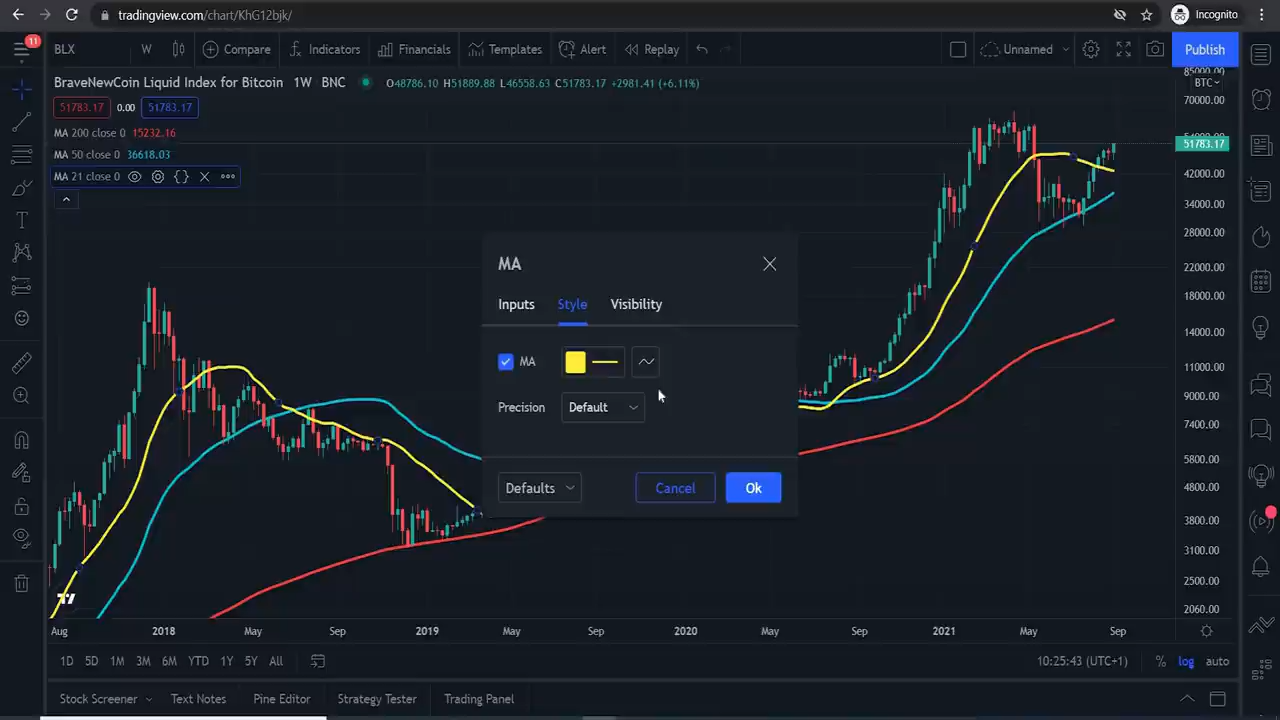 tradingview.com/chart/KhG12bjk/
Incognito
11
BLX
W
Compare
Indicators
Financials
Templates
Alert
Replay
Unnamed
Publish
BraveNewCoin Liquid Index for Bitcoin 1W BNC
O48786.10 H51889.88 L46558.63 C51783.17 +2981.41 (+6.11%)
51783.17 0.00 51783.17
MA 200 close 0 15232.16
MA 50 close 0 36618.03
MA 21 close 0
85000.00
BTC
70000.00
51783.17
42000.00
34000.00
28000.00
22000.00
18000.00
14000.00
11000.00
9000.00
7400.00
5800.00
4800.00
3800.00
3100.00
2500.00
2060.00
MA
Inputs Style Visibility
MA
Precision Default
Defaults Cancel Ok
Aug 2018 May Sep 2019 May Sep 2020 May Sep 2021 May Sep
1D 5D 1M 3M 6M YTD 1Y 5Y All
10:25:43 (UTC+1) % log auto
Stock Screener Text Notes Pine Editor Strategy Tester Trading Panel